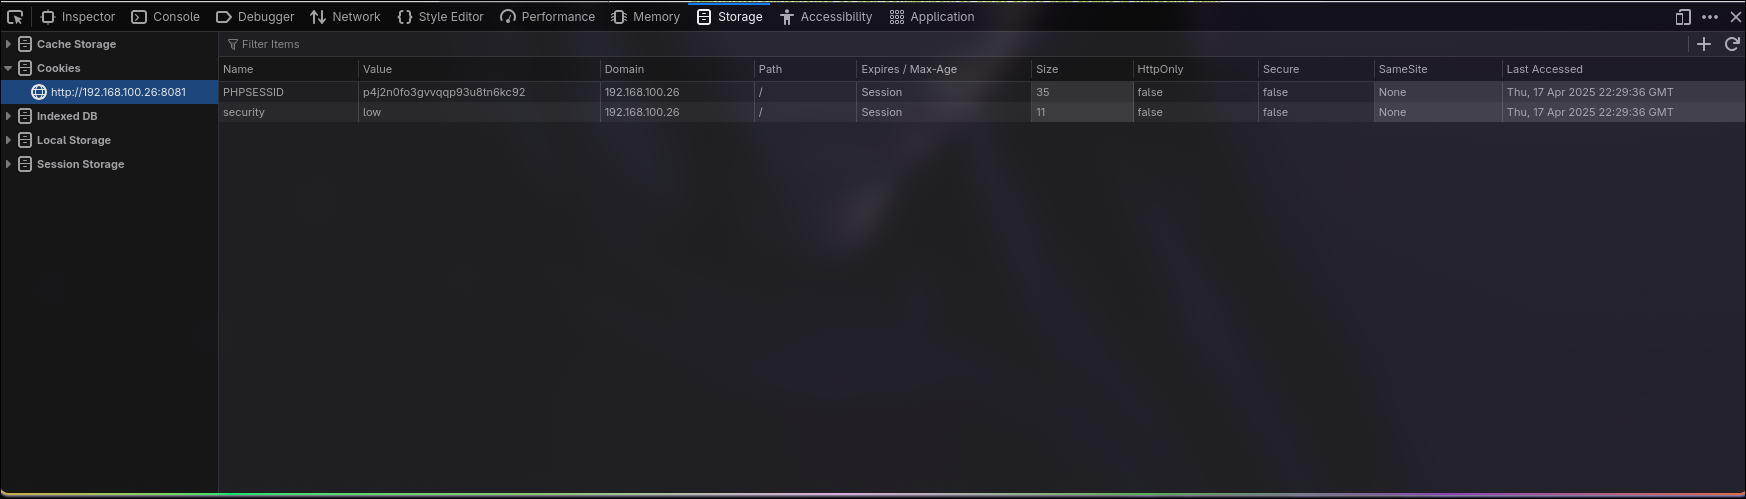 Inspector Console Debugger Network Style Editor Performance Memory Storage Accessibility Application
Cache Storage
Filter Items
Cookies
Name Value Domain Path Expires / Max-Age Size HttpOnly Secure SameSite Last Accessed
http://192.168.100.26:8081
PHPSESSID p4j2n0fo3gvvqqp93u8tn6kc92 192.168.100.26 / Session 35 false false None Thu, 17 Apr 2025 22:29:36 GMT
security low 192.168.100.26 / Session 11 false false None Thu, 17 Apr 2025 22:29:36 GMT
Indexed DB
Local Storage
Session Storage